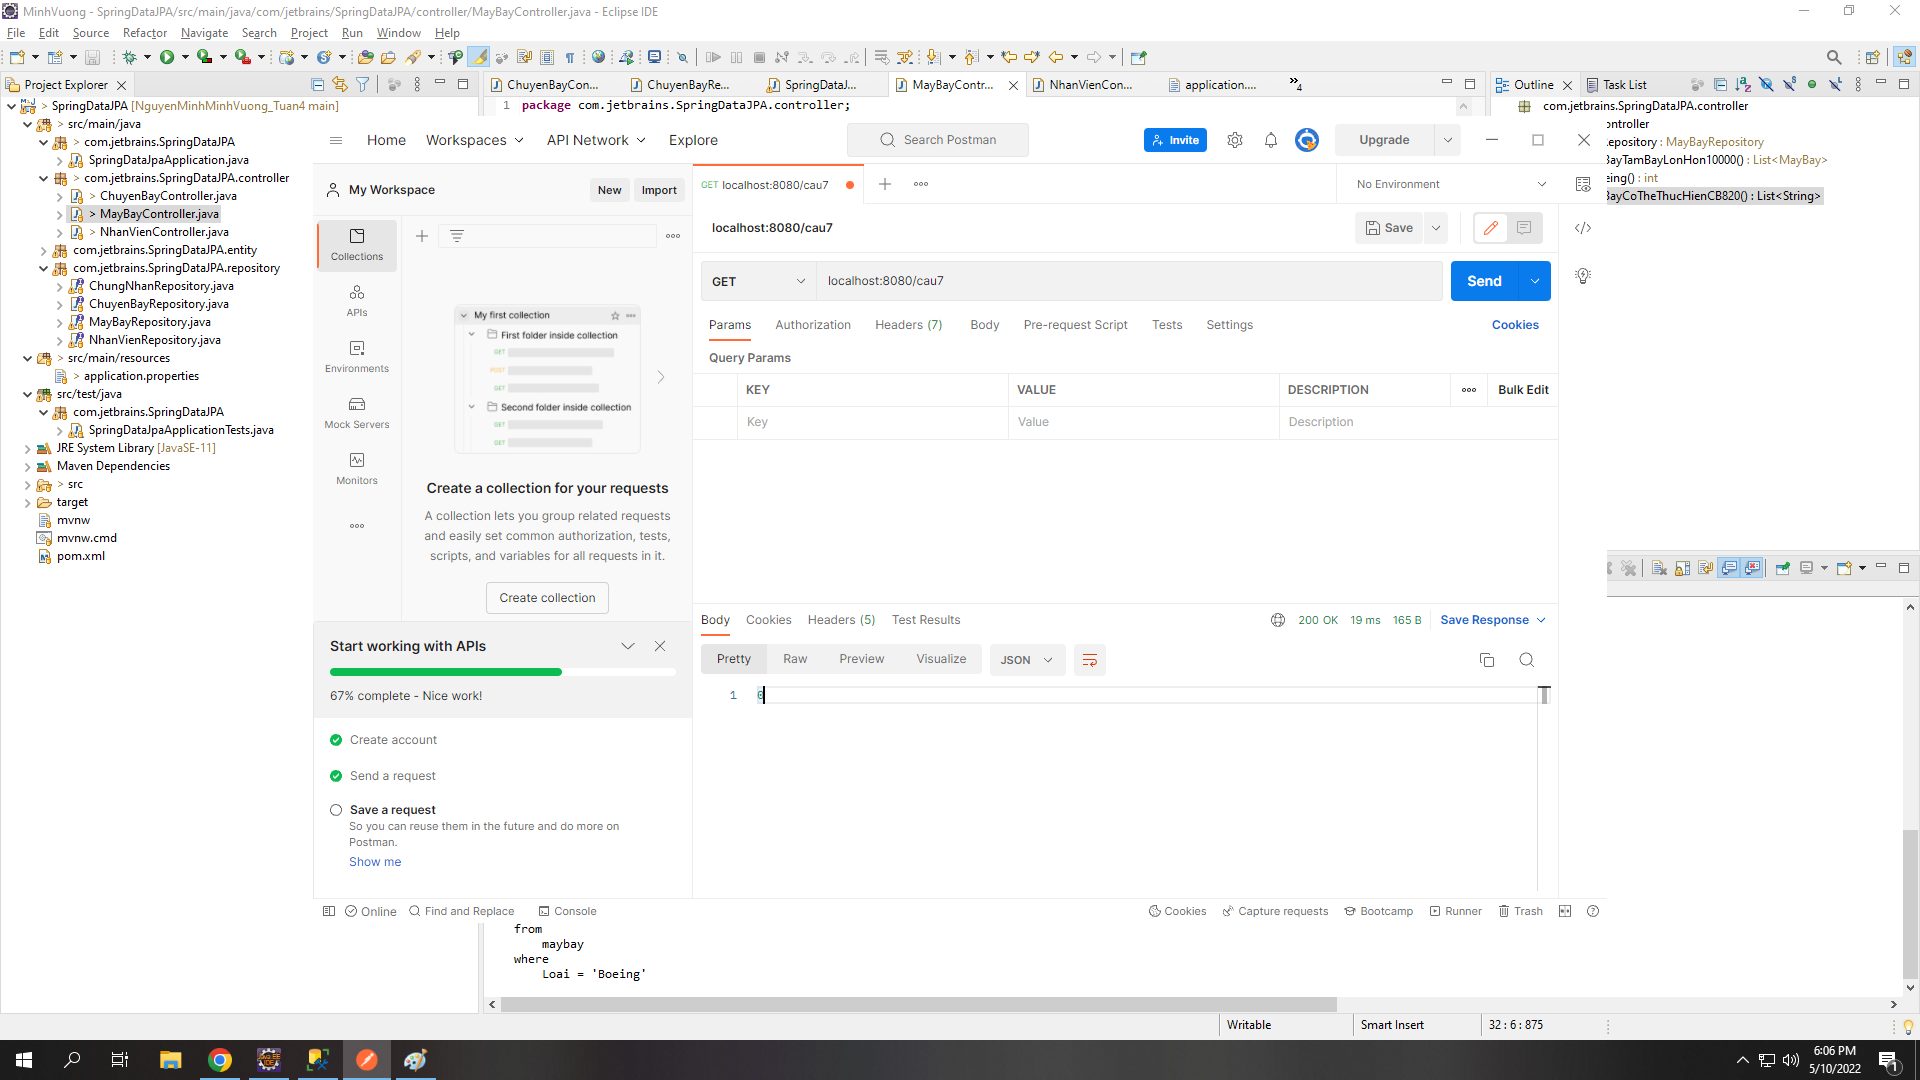 MinhVuong - SpringDataJPA/src/main/java/com/jetbrains/SpringDataJPA/controller/MayBayController.java - Eclipse IDE
File Edit Source Refactor Navigate Search Project Run Window Help
Project Explorer
SpringDataJPA [NguyenMinhMinhVuong_Tuan4 main]
> src/main/java
> com.jetbrains.SpringDataJPA
SpringDataJpaApplication.java
> com.jetbrains.SpringDataJPA.controller
> ChuyenBayController.java
> MayBayController.java
> NhanVienController.java
com.jetbrains.SpringDataJPA.entity
com.jetbrains.SpringDataJPA.repository
ChungNhanRepository.java
ChuyenBayRepository.java
MayBayRepository.java
NhanVienRepository.java
> src/main/resources
> application.properties
src/test/java
com.jetbrains.SpringDataJPA
SpringDataJpaApplicationTests.java
JRE System Library [JavaSE-11]
Maven Dependencies
> src
target
mvnw
mvnw.cmd
pom.xml
ChuyenBayCon... ChuyenBayRe... SpringDataJ... MayBayContr... NhanVienCon... application.... »4
1 package com.jetbrains.SpringDataJPA.controller;
Outline Task List
com.jetbrains.SpringDataJPA.controller
ontroller
epository : MayBayRepository
BayTamBayLonHon10000() : List<MayBay>
eing() : int
BayCoTheThucHienCB820() : List<String>
Home Workspaces API Network Explore
Search Postman
Invite
Upgrade
My Workspace
New Import
GET localhost:8080/cau7
No Environment
Collections
APIs
Environments
Mock Servers
Monitors
My first collection
First folder inside collection
GET
POST
GET
Second folder inside collection
GET
GET
Create a collection for your requests
A collection lets you group related requests
and easily set common authorization, tests,
scripts, and variables for all requests in it.
Create collection
Start working with APIs
67% complete - Nice work!
Create account
Send a request
Save a request
So you can reuse them in the future and do more on
Postman.
Show me
localhost:8080/cau7
Save
GET localhost:8080/cau7 Send
Params Authorization Headers (7) Body Pre-request Script Tests Settings Cookies
Query Params
KEY VALUE DESCRIPTION Bulk Edit
Key Value Description
Body Cookies Headers (5) Test Results 200 OK 19 ms 165 B Save Response
Pretty Raw Preview Visualize JSON
1 0
Online Find and Replace Console Cookies Capture requests Bootcamp Runner Trash
from
maybay
where
Loai = 'Boeing'
Writable Smart Insert 32 : 6 : 875
6:06 PM
5/10/2022
1